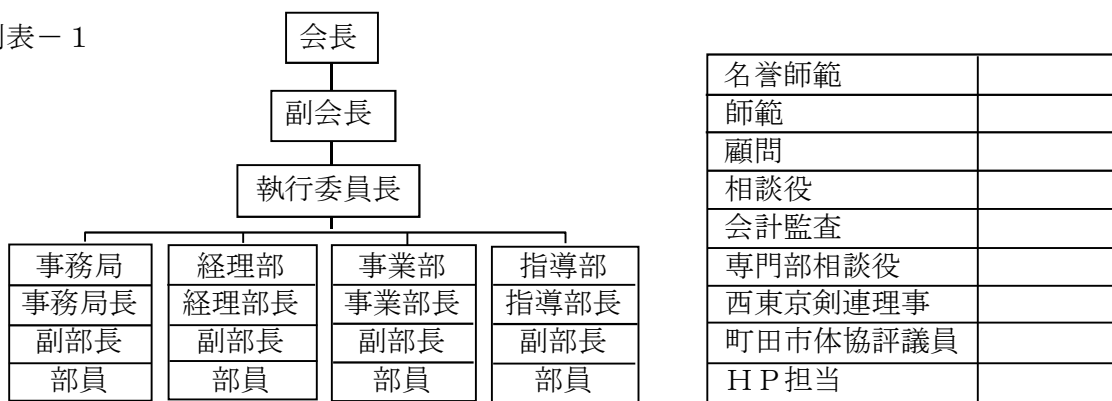 別表－１
会長
副会長
執行委員長
事務局 経理部 事業部 指導部
事務局長 経理部長 事業部長 指導部長
副部長 副部長 副部長 副部長
部員 部員 部員 部員
名誉師範
師範
顧問
相談役
会計監査
専門部相談役
西東京剣連理事
町田市体協評議員
ＨＰ担当